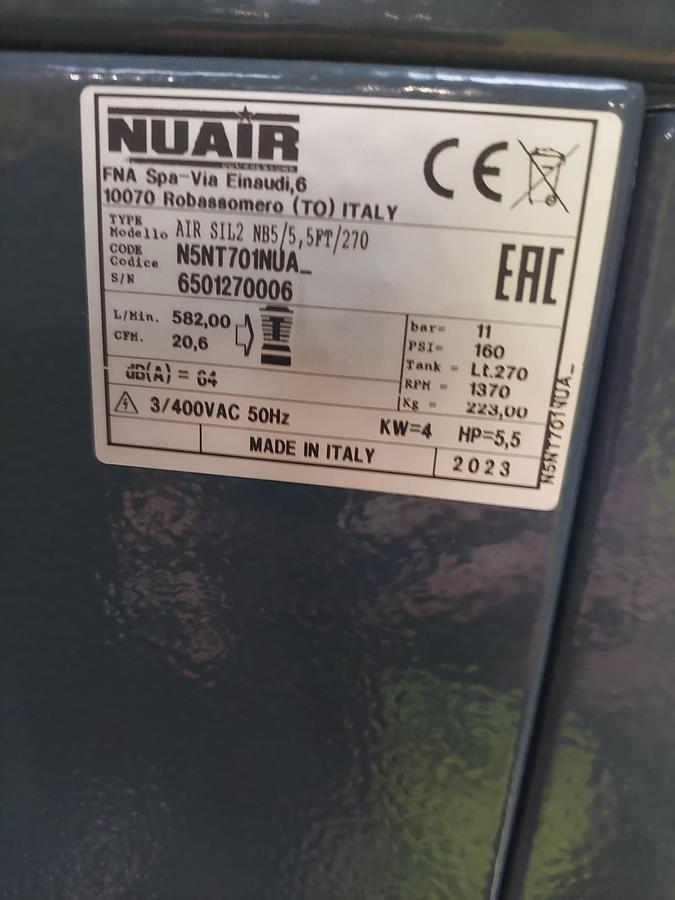 NUAIR
FNA Spa-Via Einaudi,6
10070 Robassomero (TO) ITALY
CE
TYPE
Modello AIR SIL2 NB5/5,5FT/270
CODE
Codice N5NT701NUA_
S/N 6501270006
EAC
L/Min. 582,00
CFM. 20,6
bar= 11
PSI= 160
Tank = Lt.270
RPM = 1370
Kg = 223,00
dB(A) = 64
3/400VAC 50Hz KW=4 HP=5,5
MADE IN ITALY 2023
N5NT701NUA_